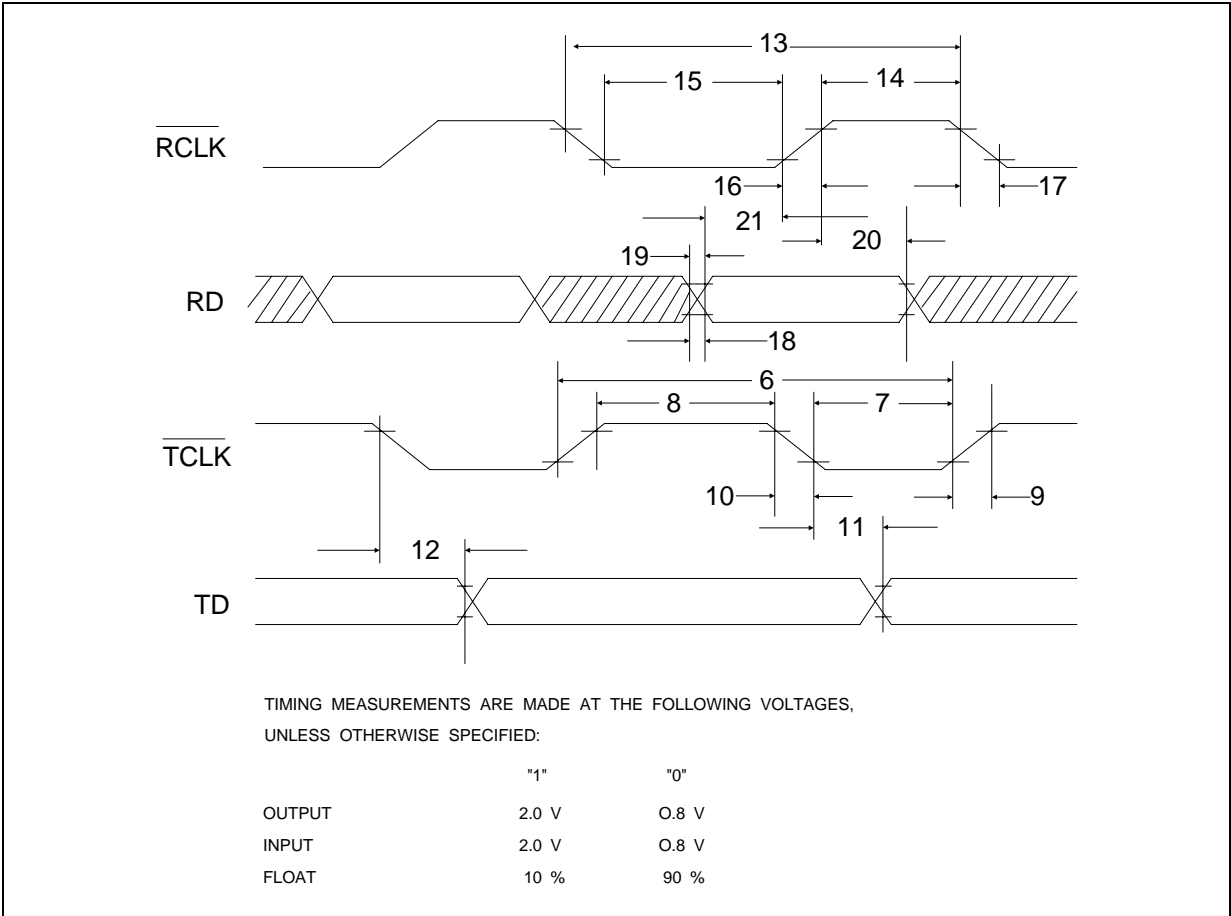 13
15 14
RCLK
16 17
21
20
19
RD
18
6
8 7
TCLK
10 9
11
12
TD
TIMING MEASUREMENTS ARE MADE AT THE FOLLOWING VOLTAGES,
UNLESS OTHERWISE SPECIFIED:
"1" "0"
OUTPUT 2.0 V O.8 V
INPUT 2.0 V O.8 V
FLOAT 10 % 90 %